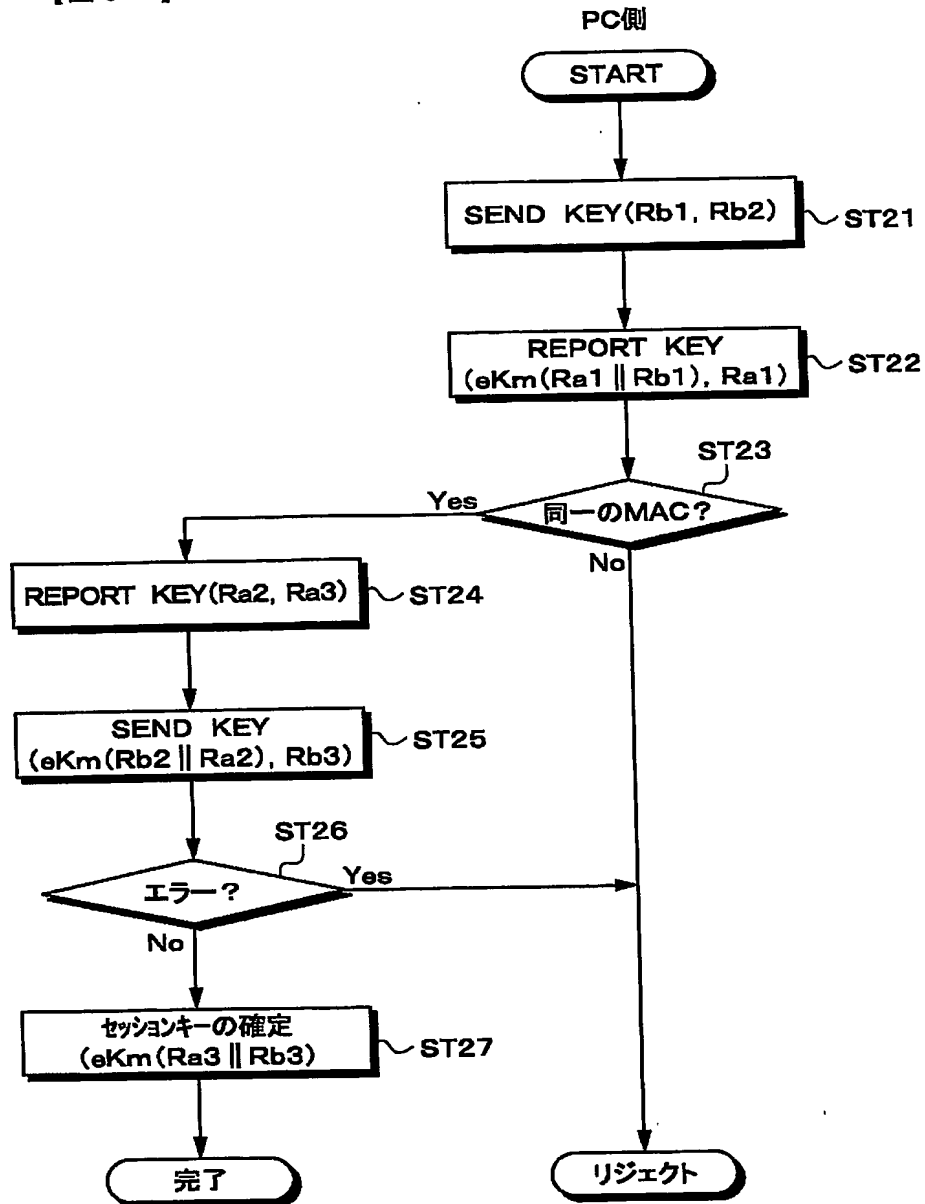 PC側
START
SEND KEY(Rb1, Rb2)
ST21
REPORT KEY
(eKm(Ra1 || Rb1), Ra1)
ST22
ST23
同一のMAC?
Yes
No
REPORT KEY(Ra2, Ra3)
ST24
SEND KEY
(eKm(Rb2 || Ra2), Rb3)
ST25
ST26
エラー?
Yes
No
セッションキーの確定
(eKm(Ra3 || Rb3)
ST27
完了
リジェクト